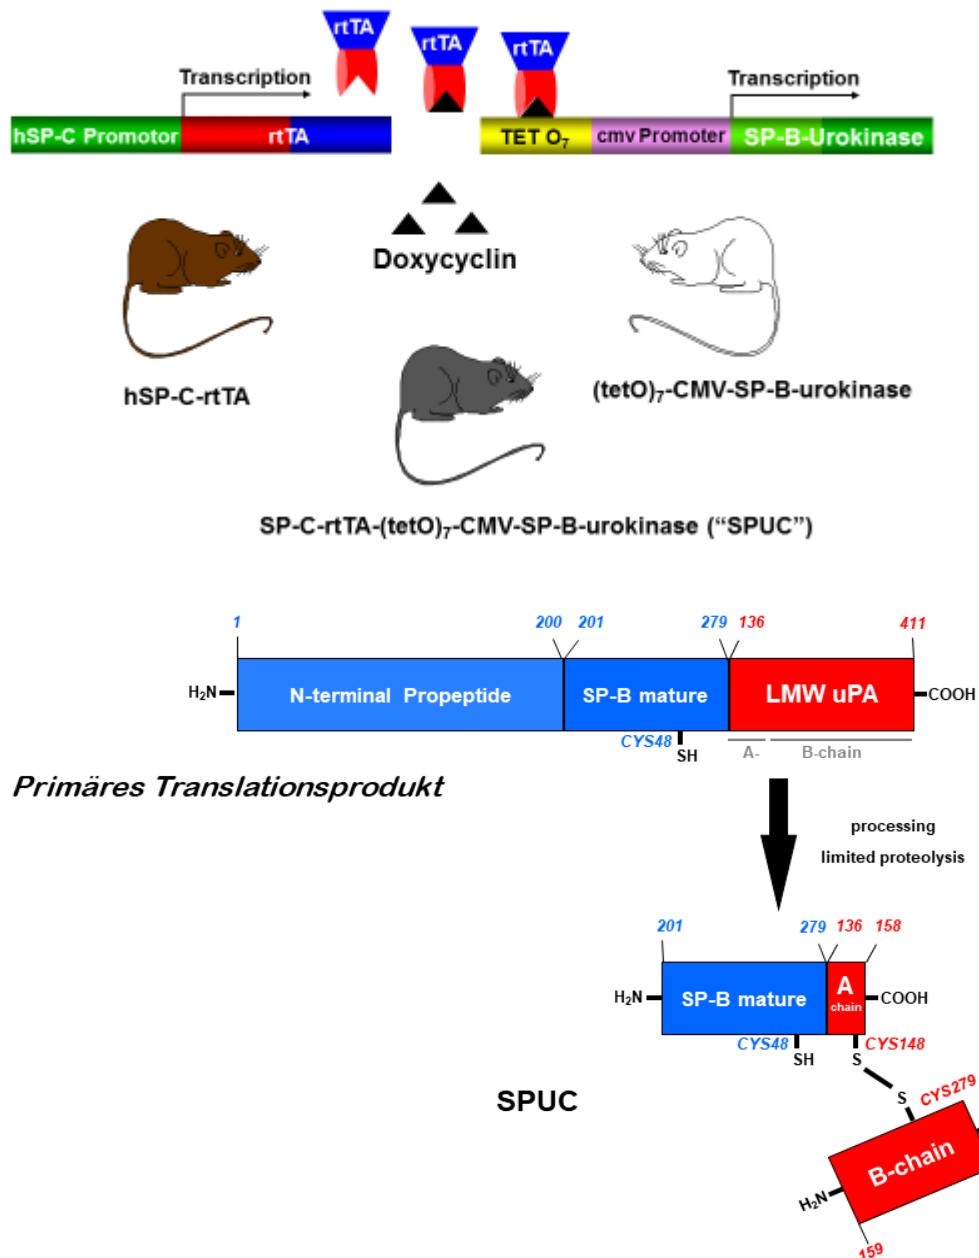 rtTA
rtTA
rtTA
Transcription
Transcription
hSP-C Promotor
rtTA
TET O7
cmv Promoter
SP-B-Urokinase
Doxycyclin
hSP-C-rtTA
(tetO)7-CMV-SP-B-urokinase
SP-C-rtTA-(tetO)7-CMV-SP-B-urokinase (“SPUC”)
1
200
201
279
136
411
H2N
N-terminal Propeptide
SP-B mature
LMW uPA
COOH
CYS48
SH
A-
B-chain
Primäres Translationsprodukt
processing
limited proteolysis
201
279
136
158
H2N
SP-B mature
A
chain
COOH
CYS48
SH
S
CYS148
S
CYS279
SPUC
B-chain
H2N
159